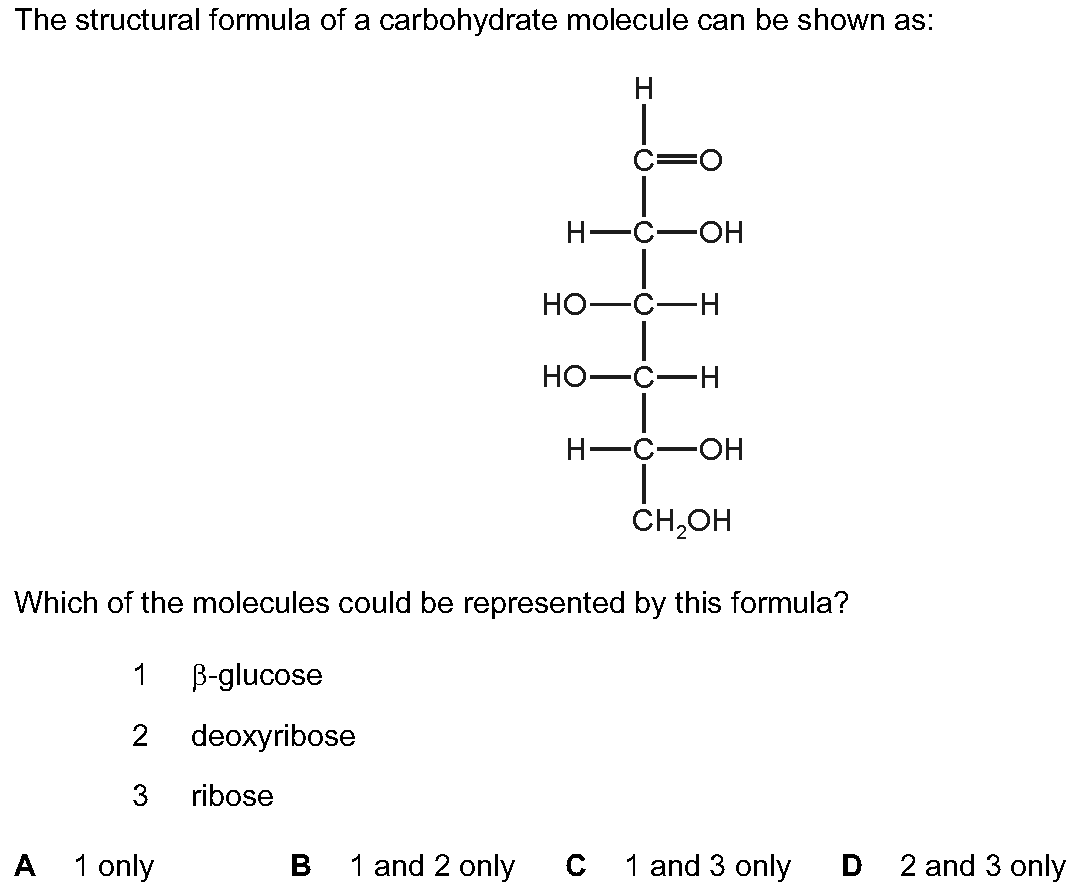 The structural formula of a carbohydrate molecule can be shown as:
H
C=O
H—C—OH
HO—C—H
HO—C—H
H—C—OH
CH₂OH
Which of the molecules could be represented by this formula?
1 β-glucose
2 deoxyribose
3 ribose
A 1 only B 1 and 2 only C 1 and 3 only D 2 and 3 only